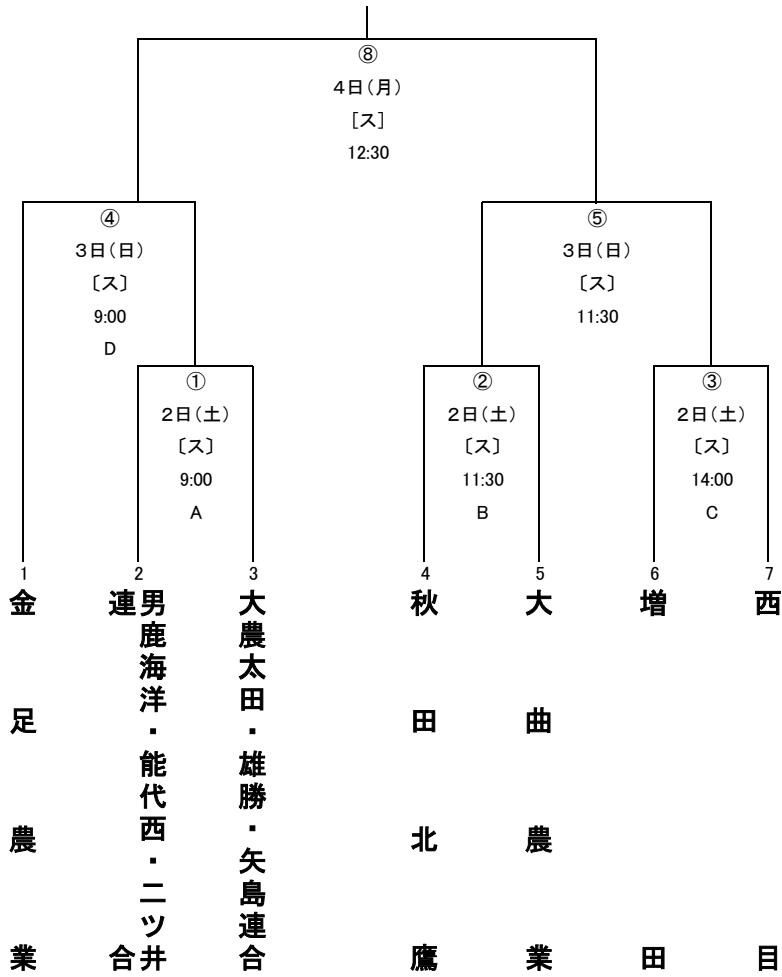 ⑧
4日(月)
[ス]
12:30
④
3日(日)
〔ス〕
9:00
D
⑤
3日(日)
〔ス〕
11:30
①
2日(土)
〔ス〕
9:00
A
②
2日(土)
〔ス〕
11:30
B
③
2日(土)
〔ス〕
14:00
C
1
2
3
4
5
6
7
金足農業
男鹿海洋・能代西・二ツ井
連合
大農太田・雄勝・矢島連合
秋田北鷹
大曲農業
増田
西目